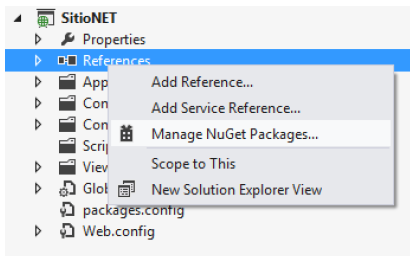 SitioNET
Properties
References
App
Add Reference...
Con
Add Service Reference...
Con
Manage NuGet Packages...
Scri
View
Scope to This
Glob
New Solution Explorer View
packages.config
Web.config